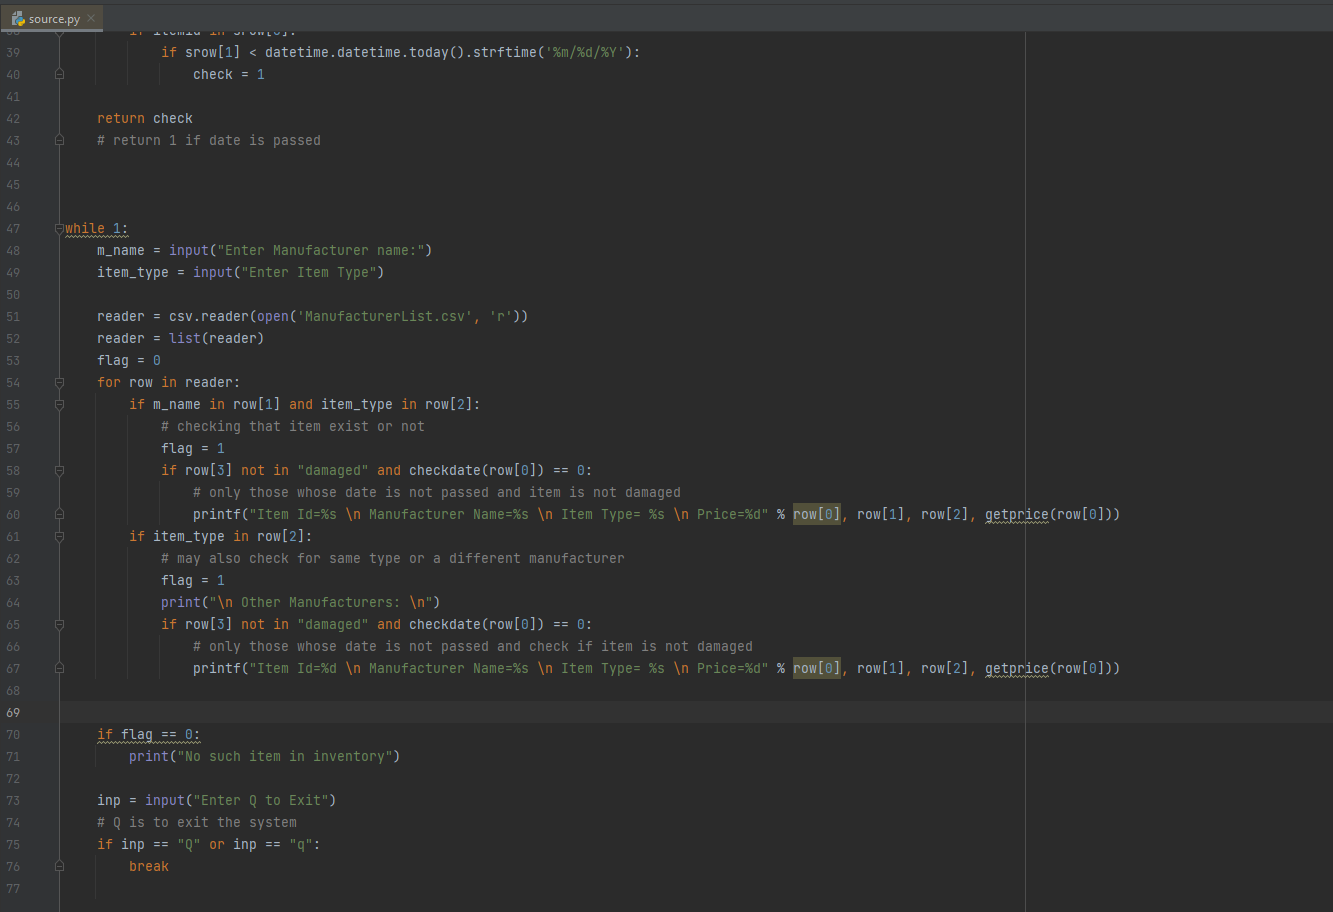 source.py
38 if itemid in srow[0]:
39 if srow[1] < datetime.datetime.today().strftime('%m/%d/%Y'):
40 check = 1
41
42 return check
43 # return 1 if date is passed
44
45
46
47 while 1:
48 m_name = input("Enter Manufacturer name:")
49 item_type = input("Enter Item Type")
50
51 reader = csv.reader(open('ManufacturerList.csv', 'r'))
52 reader = list(reader)
53 flag = 0
54 for row in reader:
55 if m_name in row[1] and item_type in row[2]:
56 # checking that item exist or not
57 flag = 1
58 if row[3] not in "damaged" and checkdate(row[0]) == 0:
59 # only those whose date is not passed and item is not damaged
60 printf("Item Id=%s \n Manufacturer Name=%s \n Item Type= %s \n Price=%d" % row[0], row[1], row[2], getprice(row[0]))
61 if item_type in row[2]:
62 # may also check for same type or a different manufacturer
63 flag = 1
64 print("\n Other Manufacturers: \n")
65 if row[3] not in "damaged" and checkdate(row[0]) == 0:
66 # only those whose date is not passed and check if item is not damaged
67 printf("Item Id=%d \n Manufacturer Name=%s \n Item Type= %s \n Price=%d" % row[0], row[1], row[2], getprice(row[0]))
68
69
70 if flag == 0:
71 print("No such item in inventory")
72
73 inp = input("Enter Q to Exit")
74 # Q is to exit the system
75 if inp == "Q" or inp == "q":
76 break
77